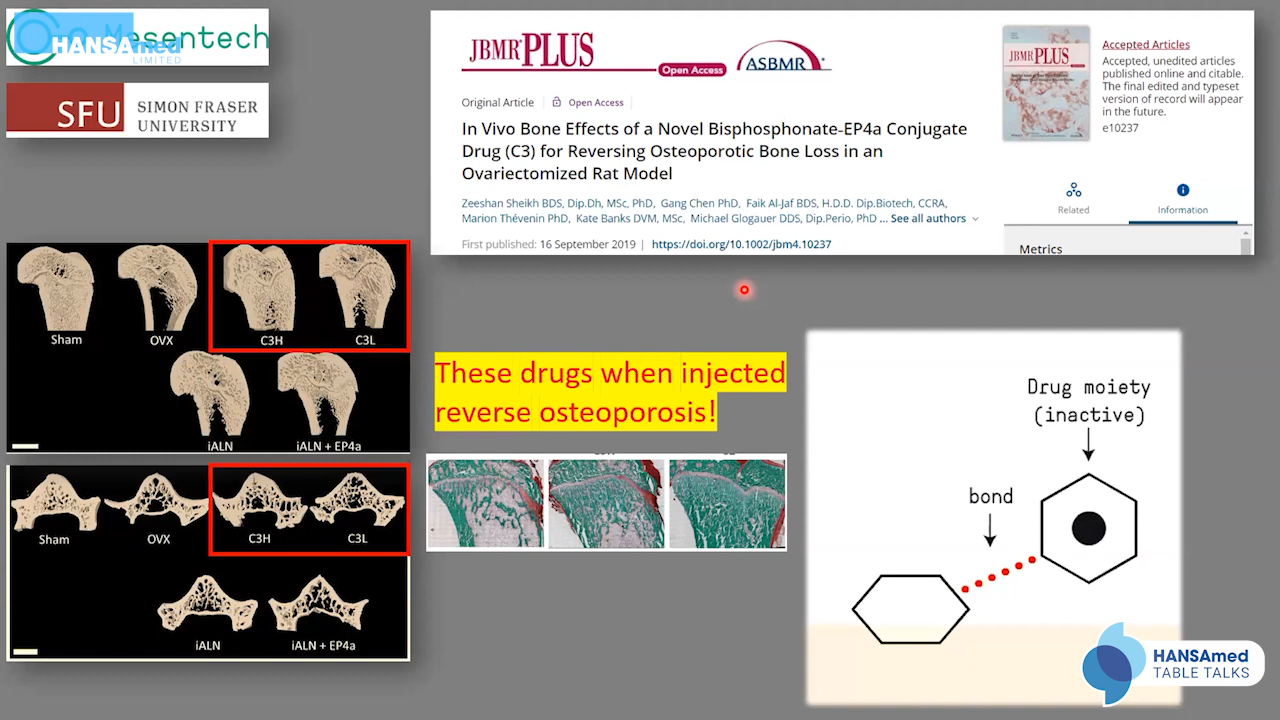 Mesentech
HANSAmed
LIMITED
SFU
SIMON FRASER
UNIVERSITY
JBMR PLUS
Open Access
ASBMR
Original Article
Open Access
In Vivo Bone Effects of a Novel Bisphosphonate‐EP4a Conjugate
Drug (C3) for Reversing Osteoporotic Bone Loss in an
Ovariectomized Rat Model
Zeeshan Sheikh BDS, Dip.Dh, MSc, PhD, Gang Chen PhD, Faik Al-Jaf BDS, H.D.D. Dip.Biotech, CCRA,
Marion Thévenin PhD, Kate Banks DVM, MSc, Michael Glogauer DDS, Dip.Perio, PhD ... See all authors
First published: 16 September 2019
https://doi.org/10.1002/jbm4.10237
JBMR PLUS
Accepted Articles
Accepted, unedited articles
published online and citable.
The final edited and typeset
version of record will appear
in the future.
e10237
Related
Information
Metrics
Sham
OVX
C3H
C3L
iALN
iALN + EP4a
Sham
OVX
C3H
C3L
iALN
iALN + EP4a
These drugs when injected
reverse osteoporosis!
Drug moiety
(inactive)
bond
HANSAmed
TABLE TALKS